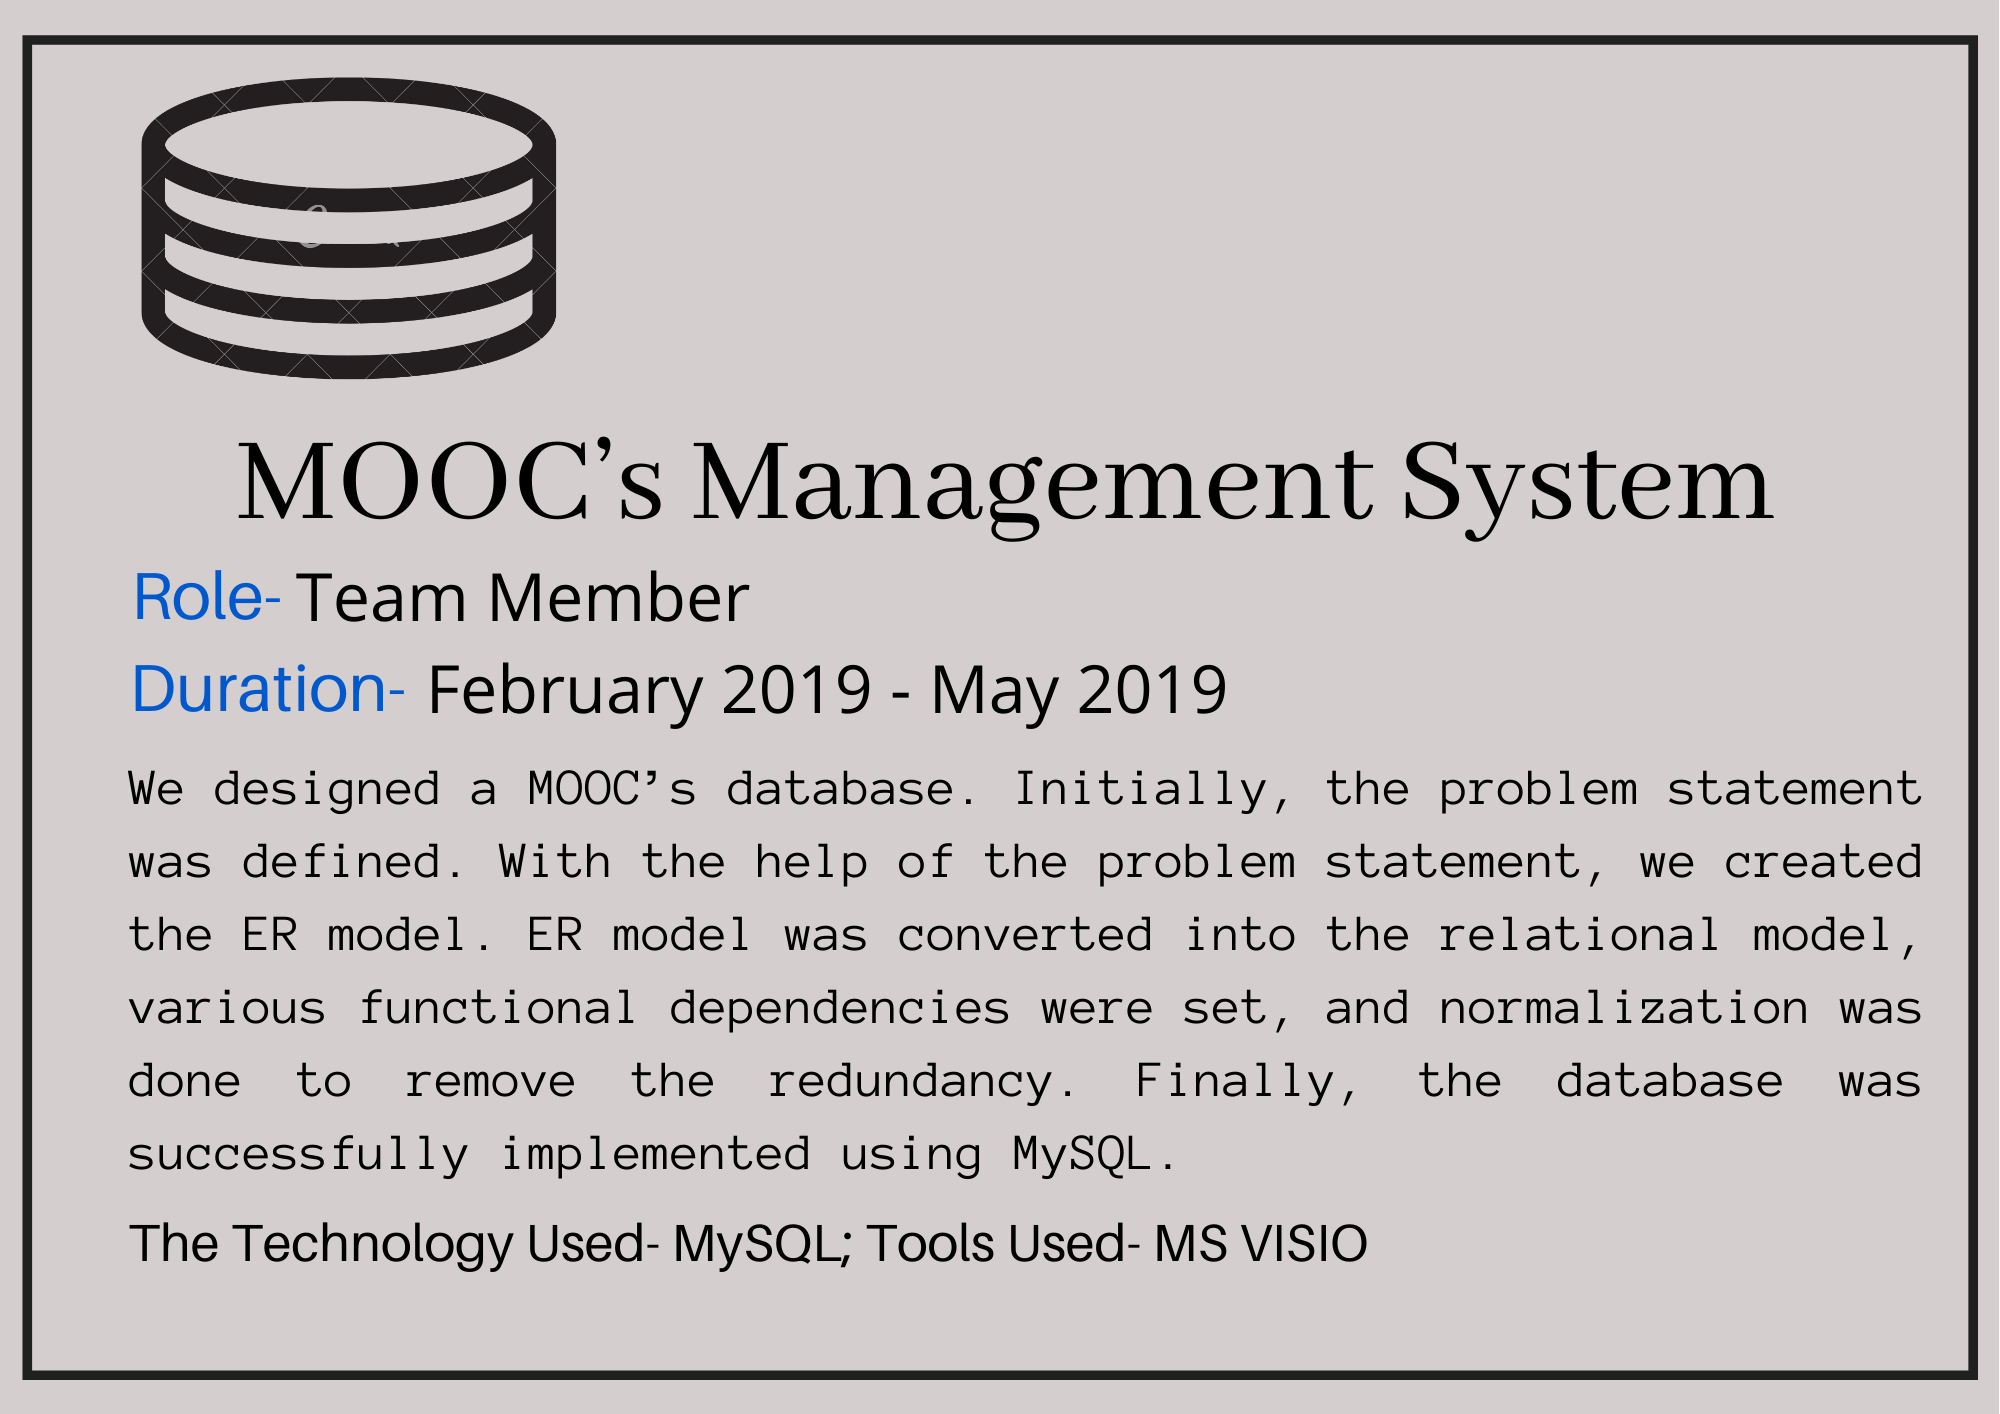 MOOC’s Management System
Role- Team Member
Duration- February 2019 - May 2019
We designed a MOOC’s database. Initially, the problem statement
was defined. With the help of the problem statement, we created
the ER model. ER model was converted into the relational model,
various functional dependencies were set, and normalization was
done to remove the redundancy. Finally, the database was
successfully implemented using MySQL.
The Technology Used- MySQL; Tools Used- MS VISIO